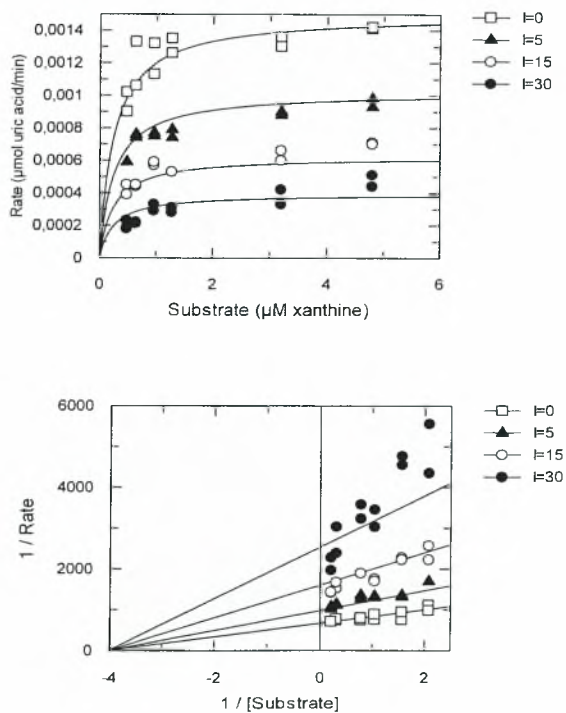 0,0014
0,0012
0,001
0,0008
0,0006
0,0004
0,0002
0
Rate (µmol uric acid/min)
0 2 4 6
Substrate (µM xanthine)
I=0
I=5
I=15
I=30
6000
4000
2000
0
1 / Rate
-4 -2 0 2
1 / [Substrate]
I=0
I=5
I=15
I=30